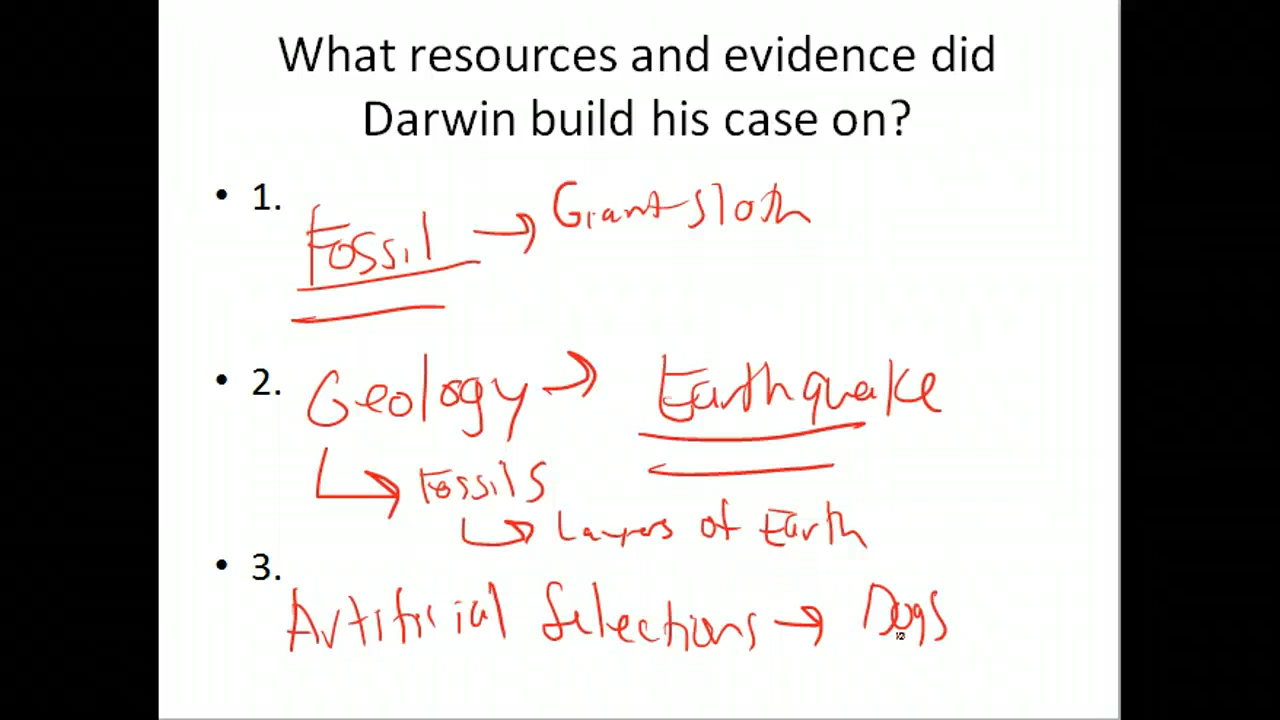 What resources and evidence did
Darwin build his case on?
• 1. Fossil → Giant sloth
• 2. Geology → Earthquake
→ Fossils
→ Layers of Earth
• 3.
Artificial Selections → Dogs